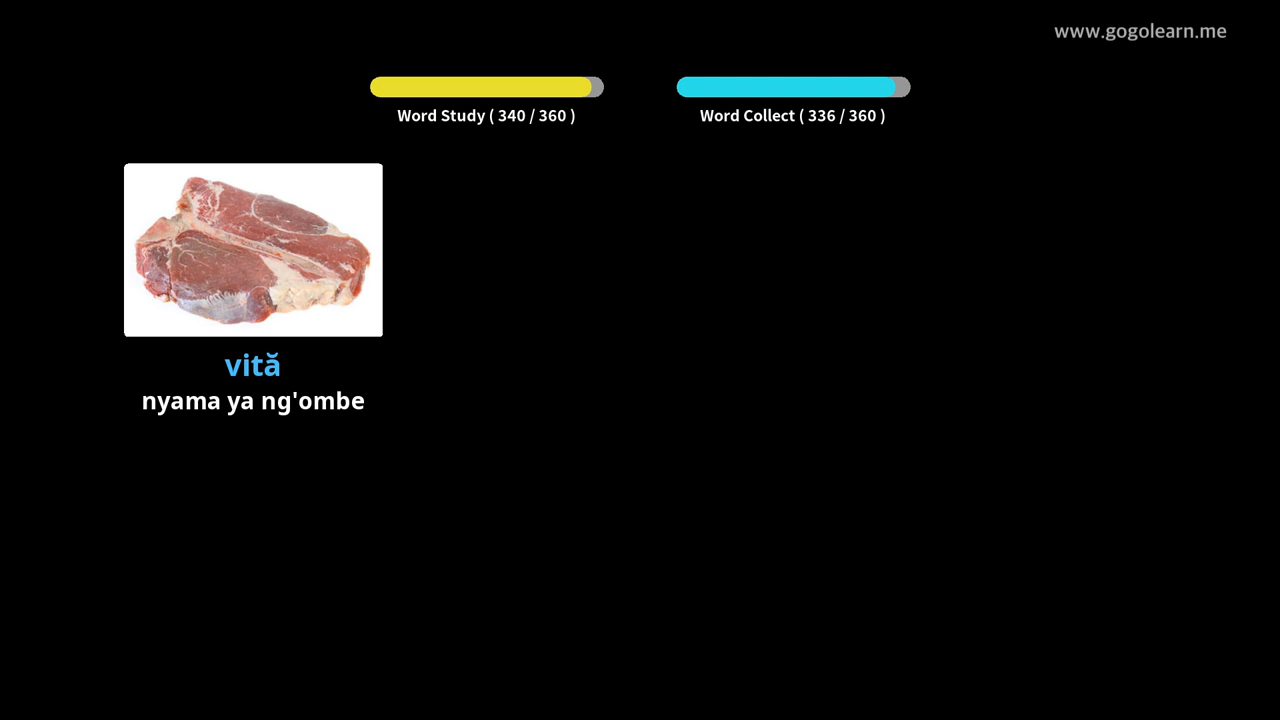 www.gogolearn.me
Word Study ( 340 / 360 )
Word Collect ( 336 / 360 )
vită
nyama ya ng'ombe